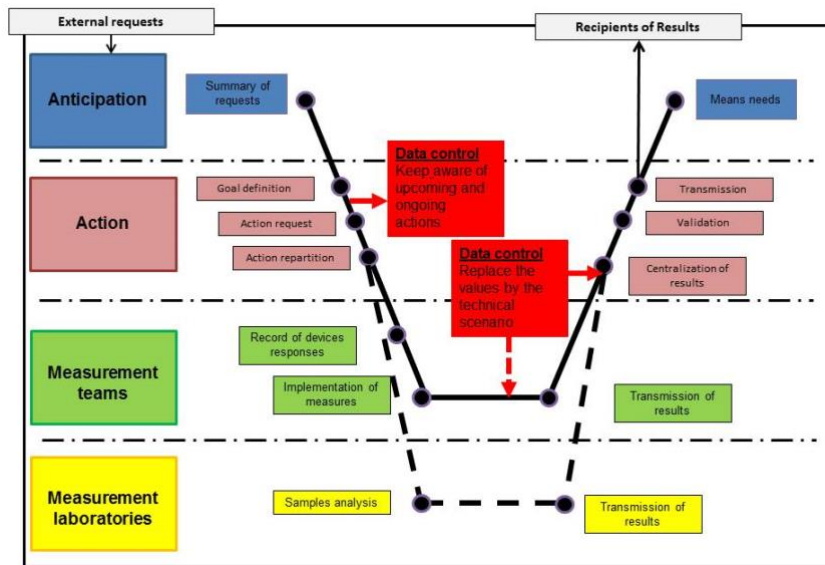 External requests
Recipients of Results
Anticipation
Summary of
requests
Means needs
Data control
Keep aware of
upcoming and
ongoing
actions
Action
Goal definition
Action request
Action repartition
Transmission
Validation
Centralization of
results
Data control
Replace the
values by the
technical
scenario
Measurement
teams
Record of devices
responses
Implementation of
measures
Transmission of
results
Measurement
laboratories
Samples analysis
Transmission of
results